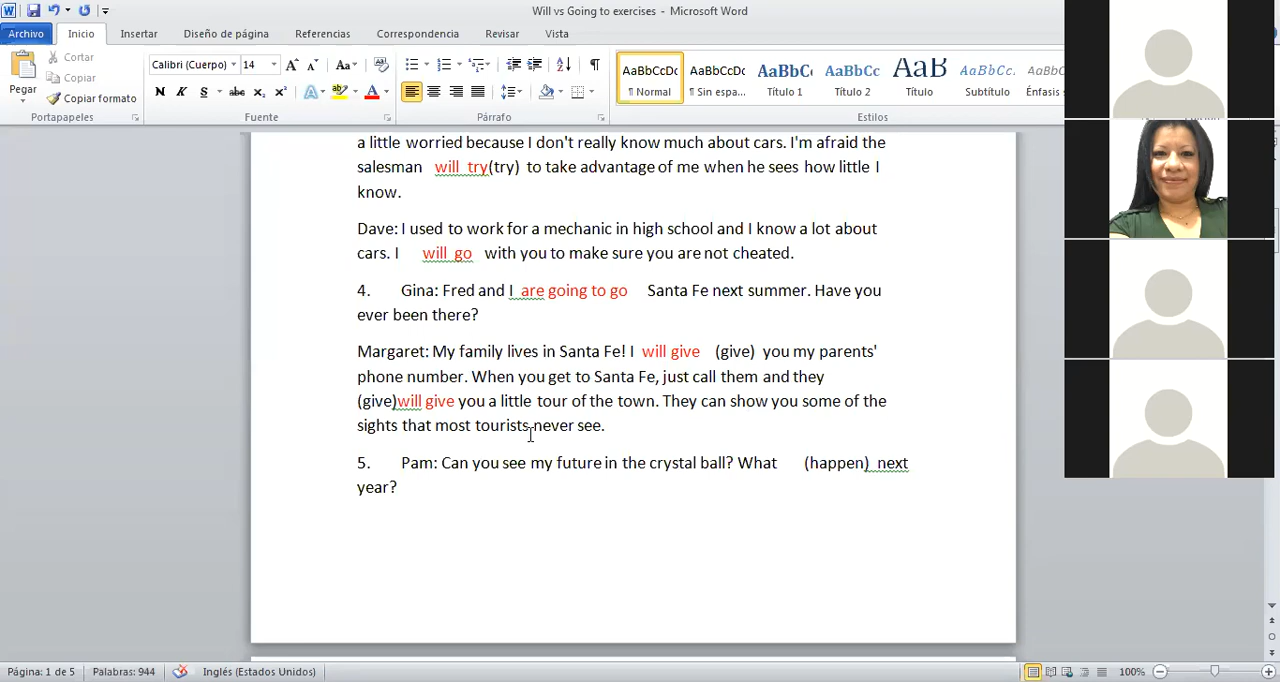 Will vs Going to exercises - Microsoft Word
Archivo Inicio Insertar Diseño de página Referencias Correspondencia Revisar Vista
Pegar
Cortar
Copiar
Copiar formato
Portapapeles
Calibri (Cuerpo) 14
N K S abc x₂ x²
Fuente
Párrafo
AaBbCcDc AaBbCcDc AaBbC AaBbCc AaB AaBbCc AaBbCc
¶ Normal ¶ Sin espa... Título 1 Título 2 Título Subtítulo Énfasis
Estilos
a little worried because I don't really know much about cars. I'm afraid the
salesman will try(try) to take advantage of me when he sees how little I
know.
Dave: I used to work for a mechanic in high school and I know a lot about
cars. I will go with you to make sure you are not cheated.
4. Gina: Fred and I are going to go Santa Fe next summer. Have you
ever been there?
Margaret: My family lives in Santa Fe! I will give (give) you my parents'
phone number. When you get to Santa Fe, just call them and they
(give)will give you a little tour of the town. They can show you some of the
sights that most tourists never see.
5. Pam: Can you see my future in the crystal ball? What (happen) next
year?
Página: 1 de 5 Palabras: 944 Inglés (Estados Unidos) 100%